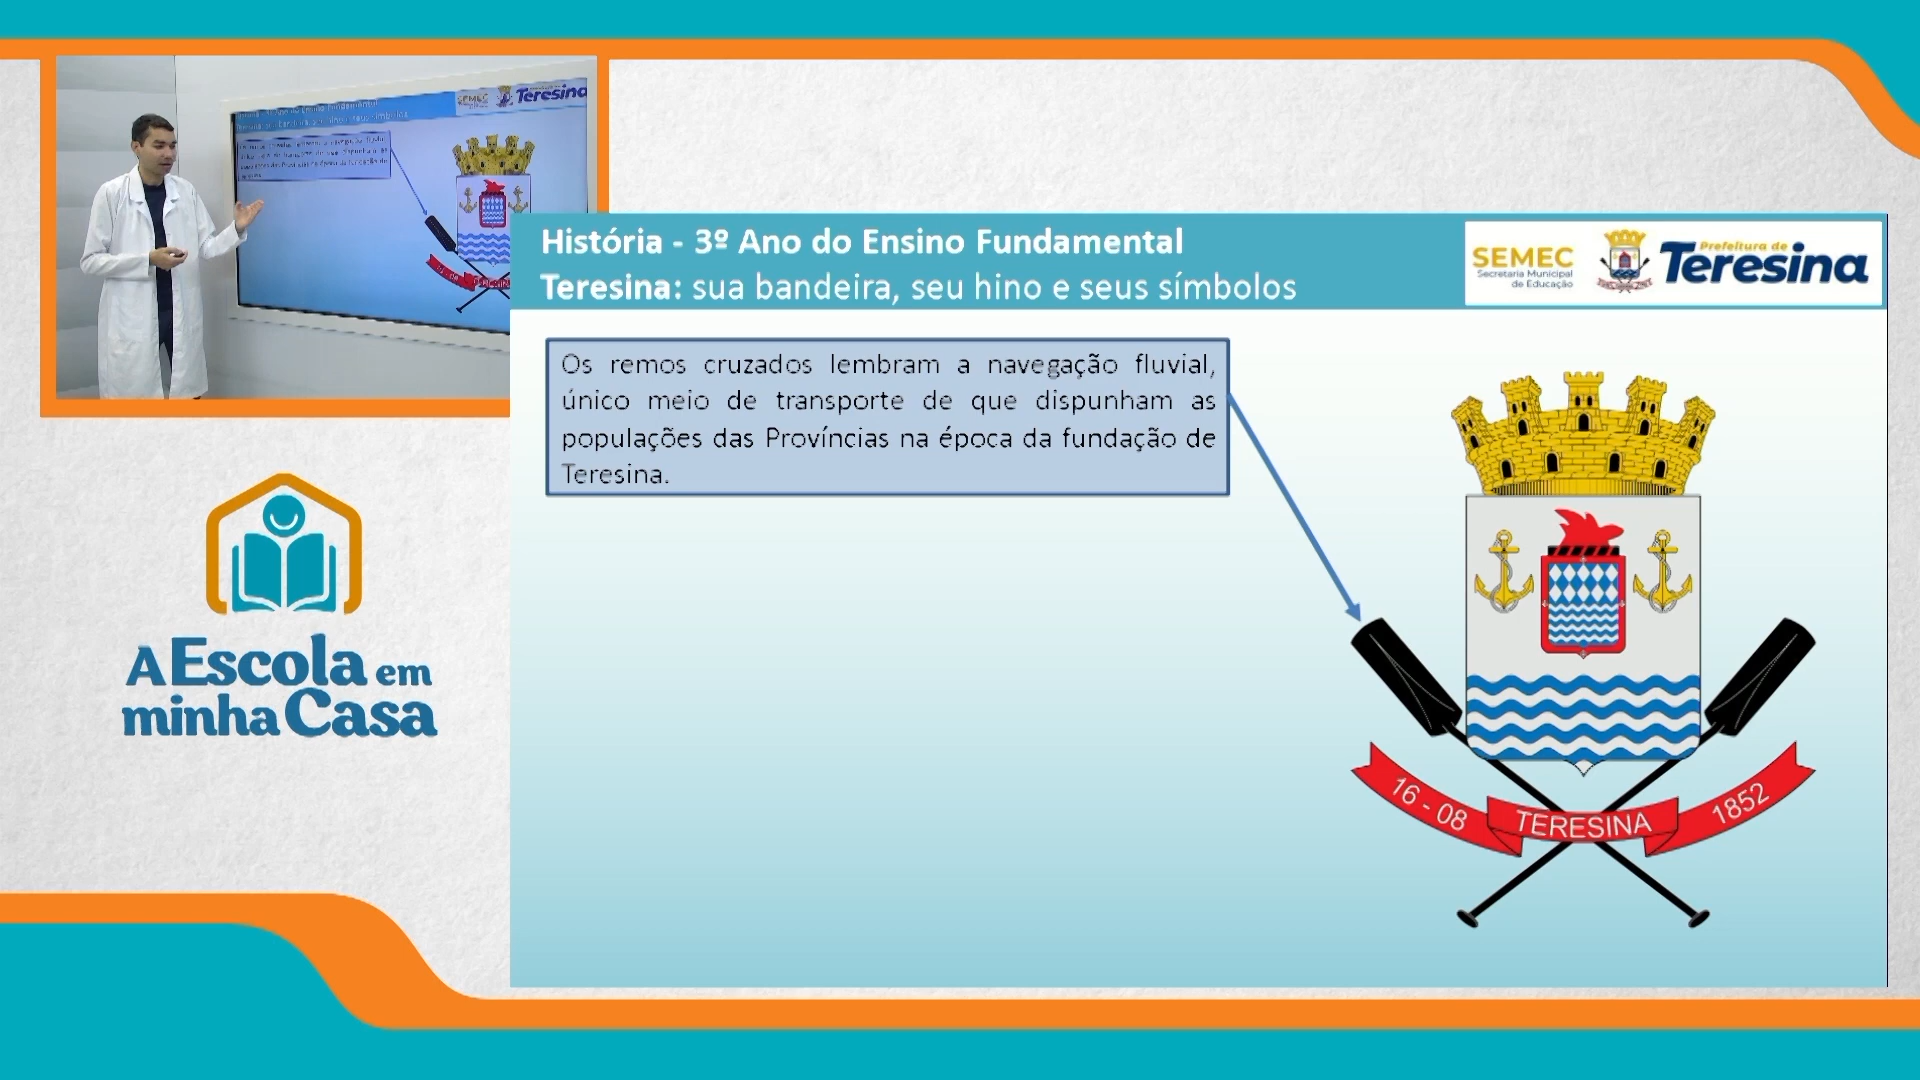 História - 3º Ano do Ensino Fundamental
Teresina: sua bandeira, seu hino e seus símbolos
SEMEC
Secretaria Municipal
de Educação
Prefeitura de
Teresina
Os remos cruzados lembram a navegação fluvial,
único meio de transporte de que dispunham as
populações das Províncias na época da fundação de
Teresina.
16 - 08
TERESINA
1852
A Escola em
minha Casa
SEMEC
Teresina